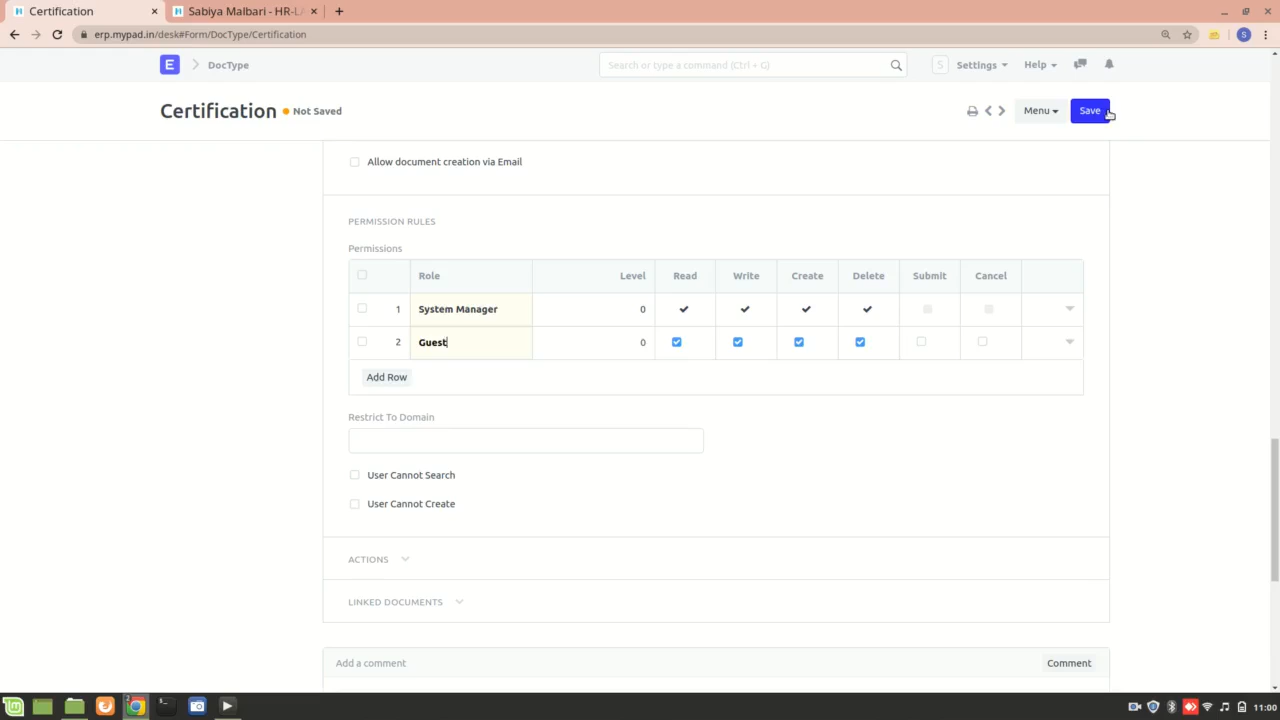 Certification
Sabiya Malbari - HR-LA
erp.mypad.in/desk#Form/DocType/Certification
S
E
DocType
Search or type a command (Ctrl + G)
S
Settings
Help
Certification
Not Saved
Menu
Save
Allow document creation via Email
PERMISSION RULES
Permissions
Role Level Read Write Create Delete Submit Cancel
1 System Manager 0
2 Guest 0
Add Row
Restrict To Domain
User Cannot Search
User Cannot Create
ACTIONS
LINKED DOCUMENTS
Add a comment
Comment
2
11:00